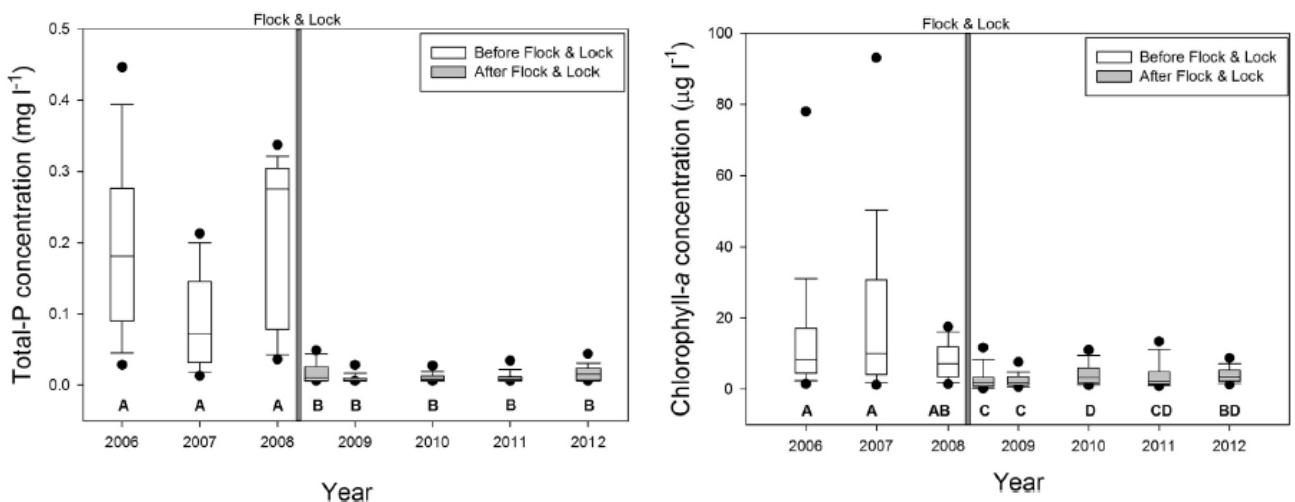 Flock & Lock
0.5
0.4
0.3
0.2
0.1
0.0
Total-P concentration (mg l⁻¹)
Before Flock & Lock
After Flock & Lock
A A A B B B B B
2006 2007 2008 2009 2010 2011 2012
Year
Flock & Lock
100
80
60
40
20
0
Chlorophyll-a concentration (µg l⁻¹)
Before Flock & Lock
After Flock & Lock
A A AB C C D CD BD
2006 2007 2008 2009 2010 2011 2012
Year